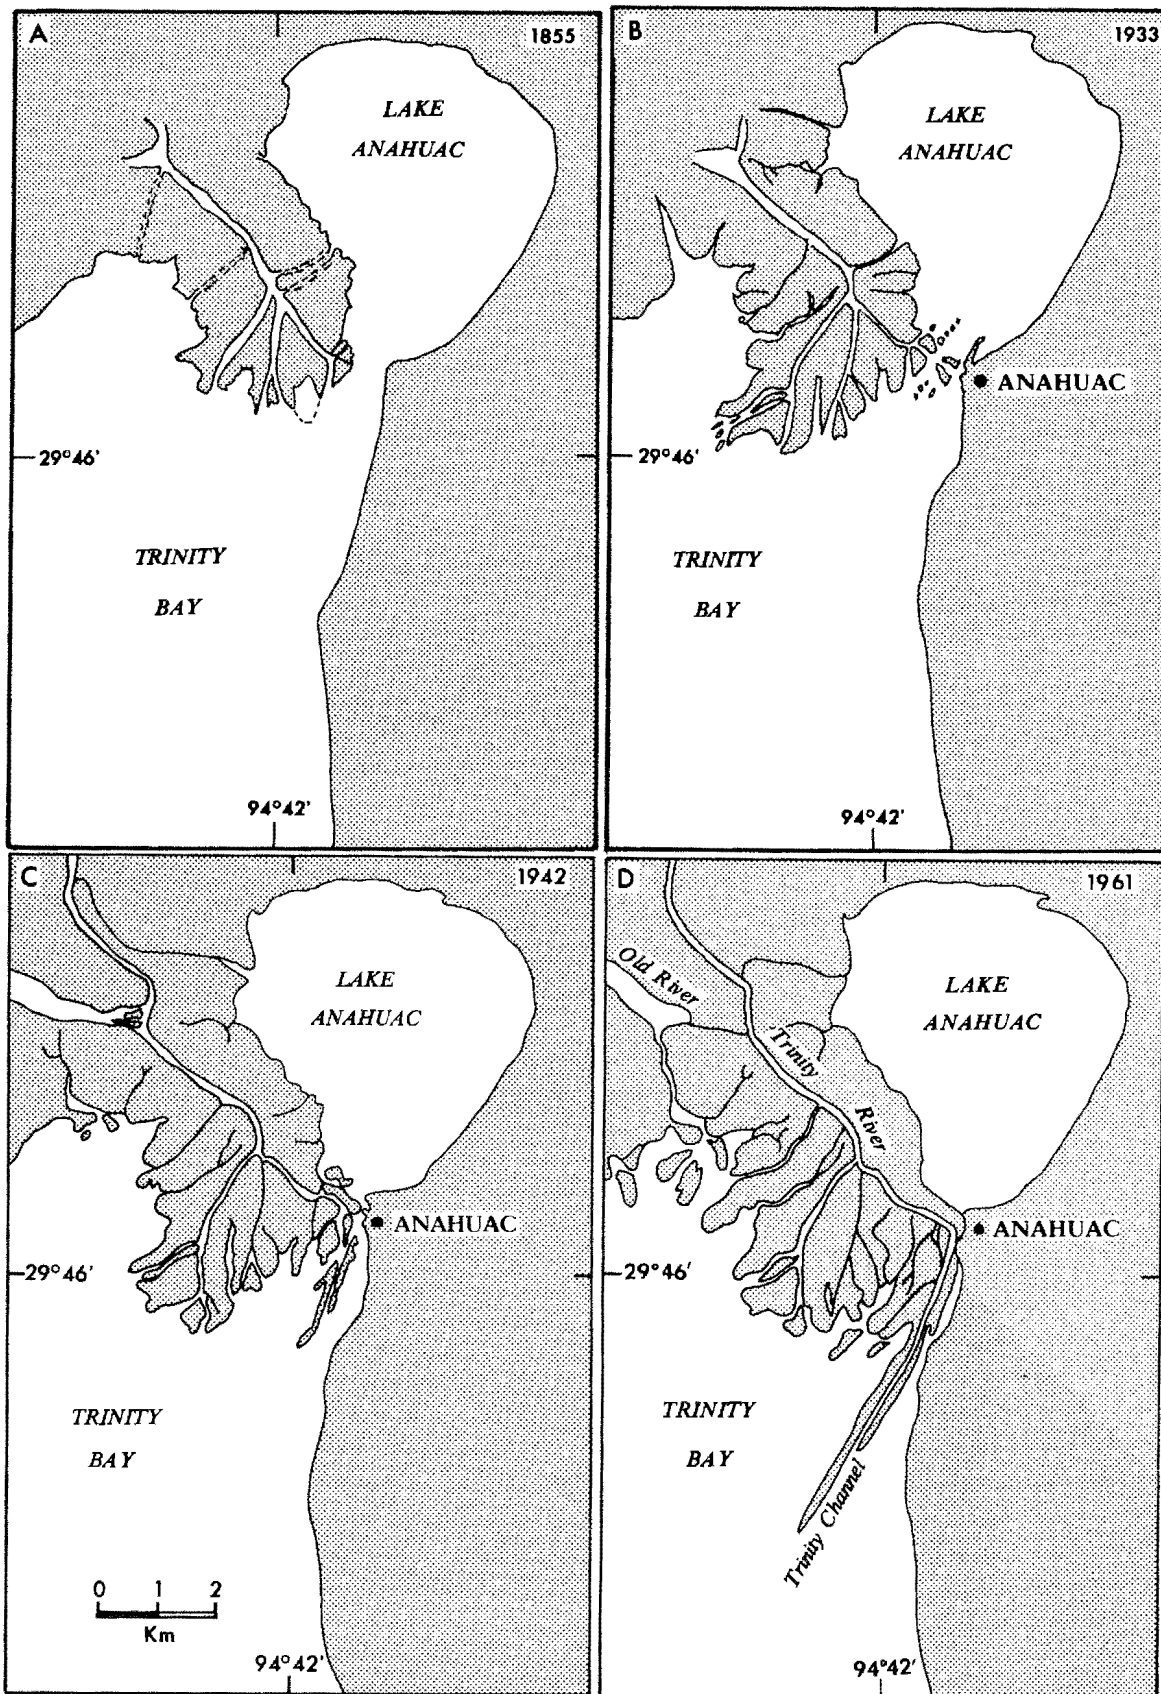 A
1855
LAKE
ANAHUAC
29°46'
TRINITY
BAY
94°42'
B
1933
LAKE
ANAHUAC
ANAHUAC
29°46'
TRINITY
BAY
94°42'
C
1942
LAKE
ANAHUAC
ANAHUAC
29°46'
TRINITY
BAY
0 1 2
Km
94°42'
D
1961
Old River
LAKE
ANAHUAC
Trinity
River
ANAHUAC
29°46'
TRINITY
BAY
Trinity Channel
94°42'